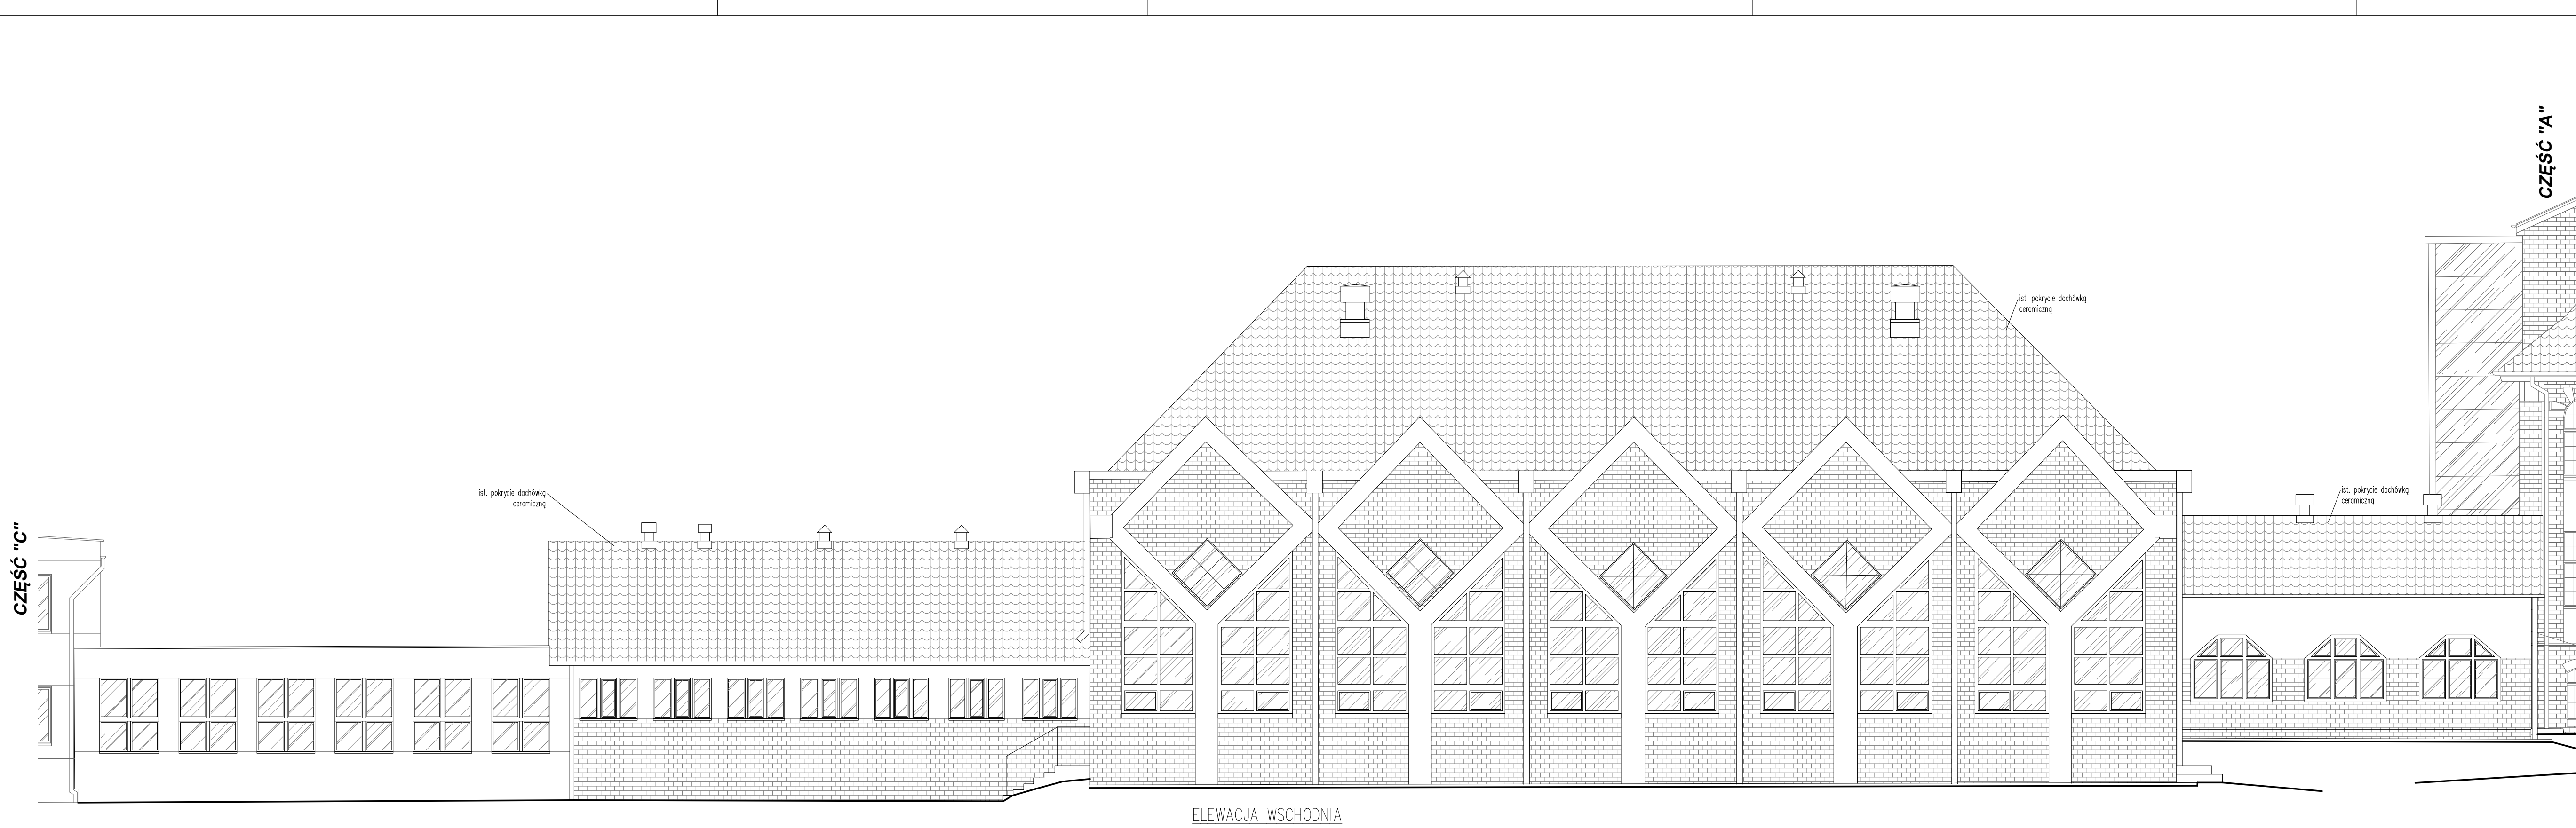 CZĘŚĆ "C"
ist. pokrycie dachówką
ceramiczną
ist. pokrycie dachówką
ceramiczną
ist. pokrycie dachówką
ceramiczną
CZĘŚĆ "A"
ELEWACJA WSCHODNIA